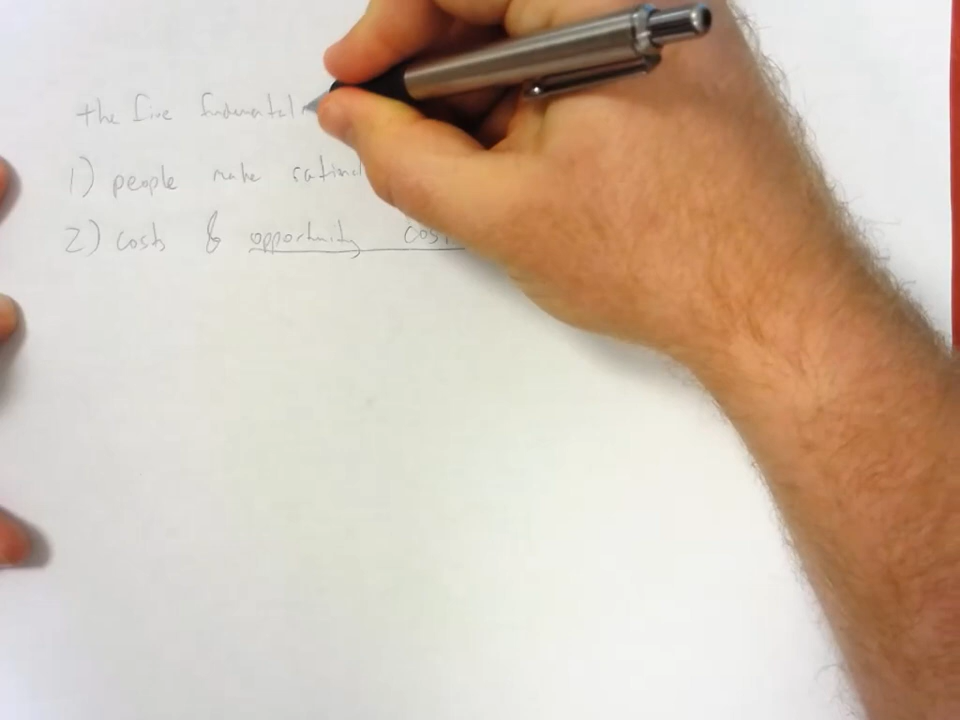 the five fundamental
1) people make rational
2) costs & opportunity cost